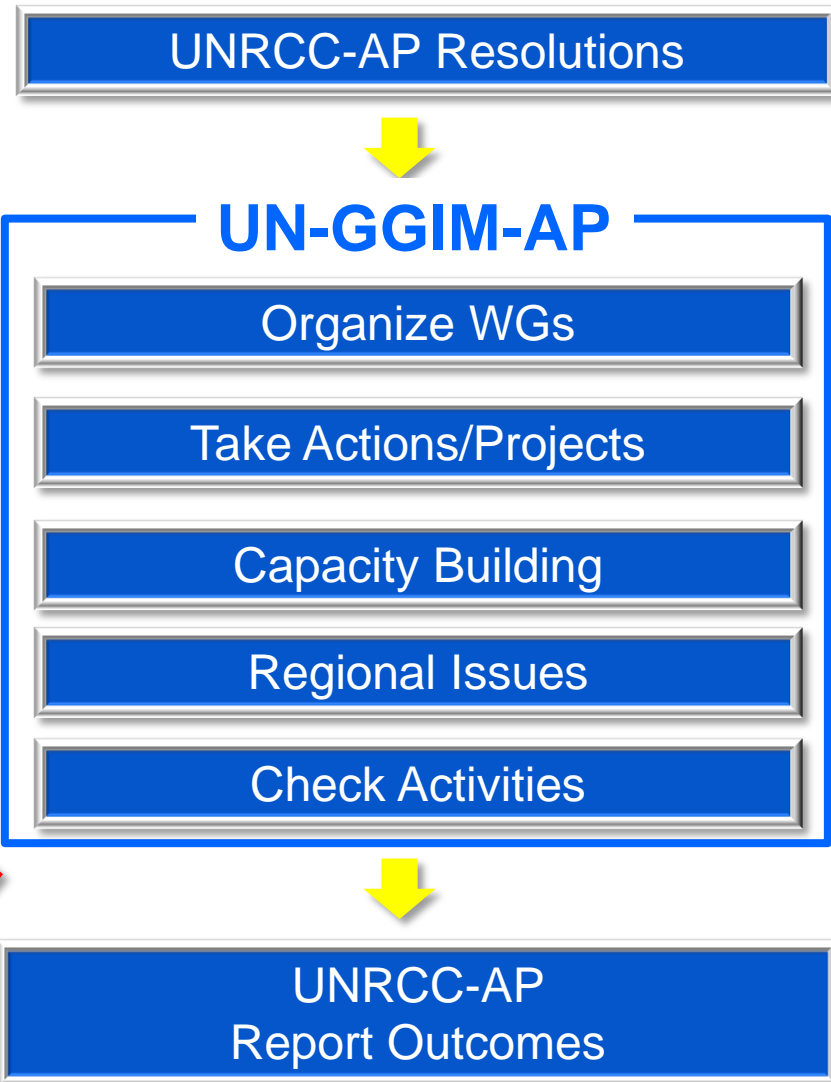 UNRCC-AP Resolutions
UN-GGIM-AP
Organize WGs
Take Actions/Projects
Capacity Building
Regional Issues
Check Activities
UNRCC-AP
Report Outcomes